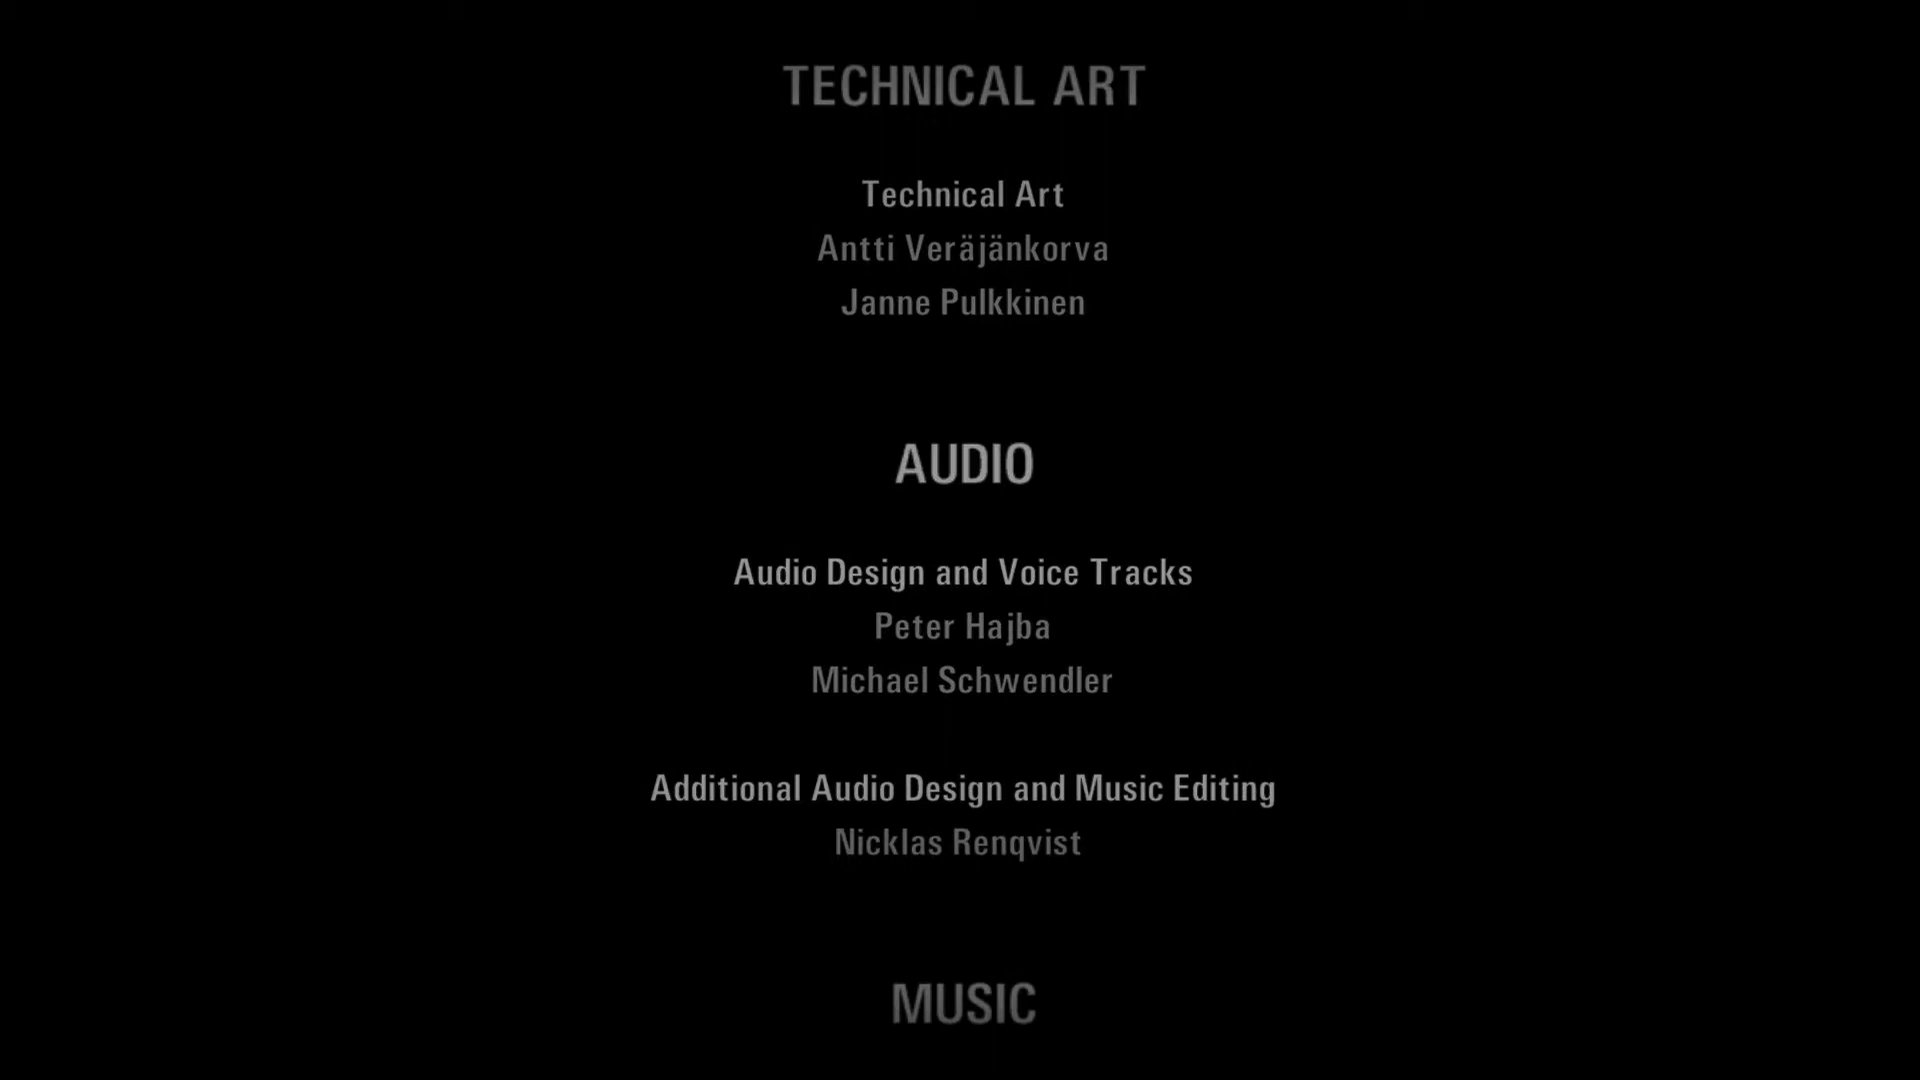 TECHNICAL ART
Technical Art
Antti Veräjänkorva
Janne Pulkkinen
AUDIO
Audio Design and Voice Tracks
Peter Hajba
Michael Schwendler
Additional Audio Design and Music Editing
Nicklas Renqvist
MUSIC